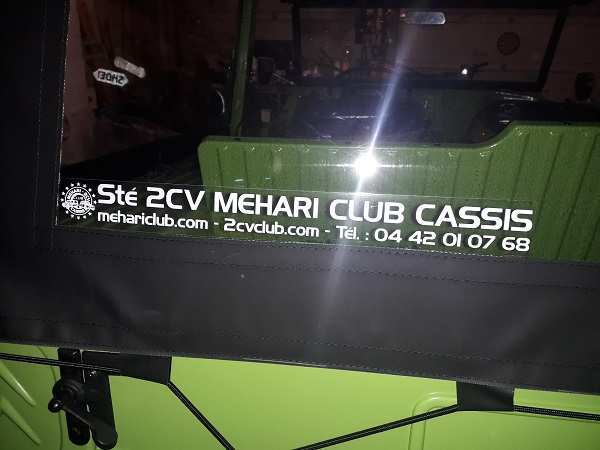 Sté 2CV MEHARI CLUB CASSIS
mehariclub.com - 2cvclub.com - Tél. : 04 42 01 07 68